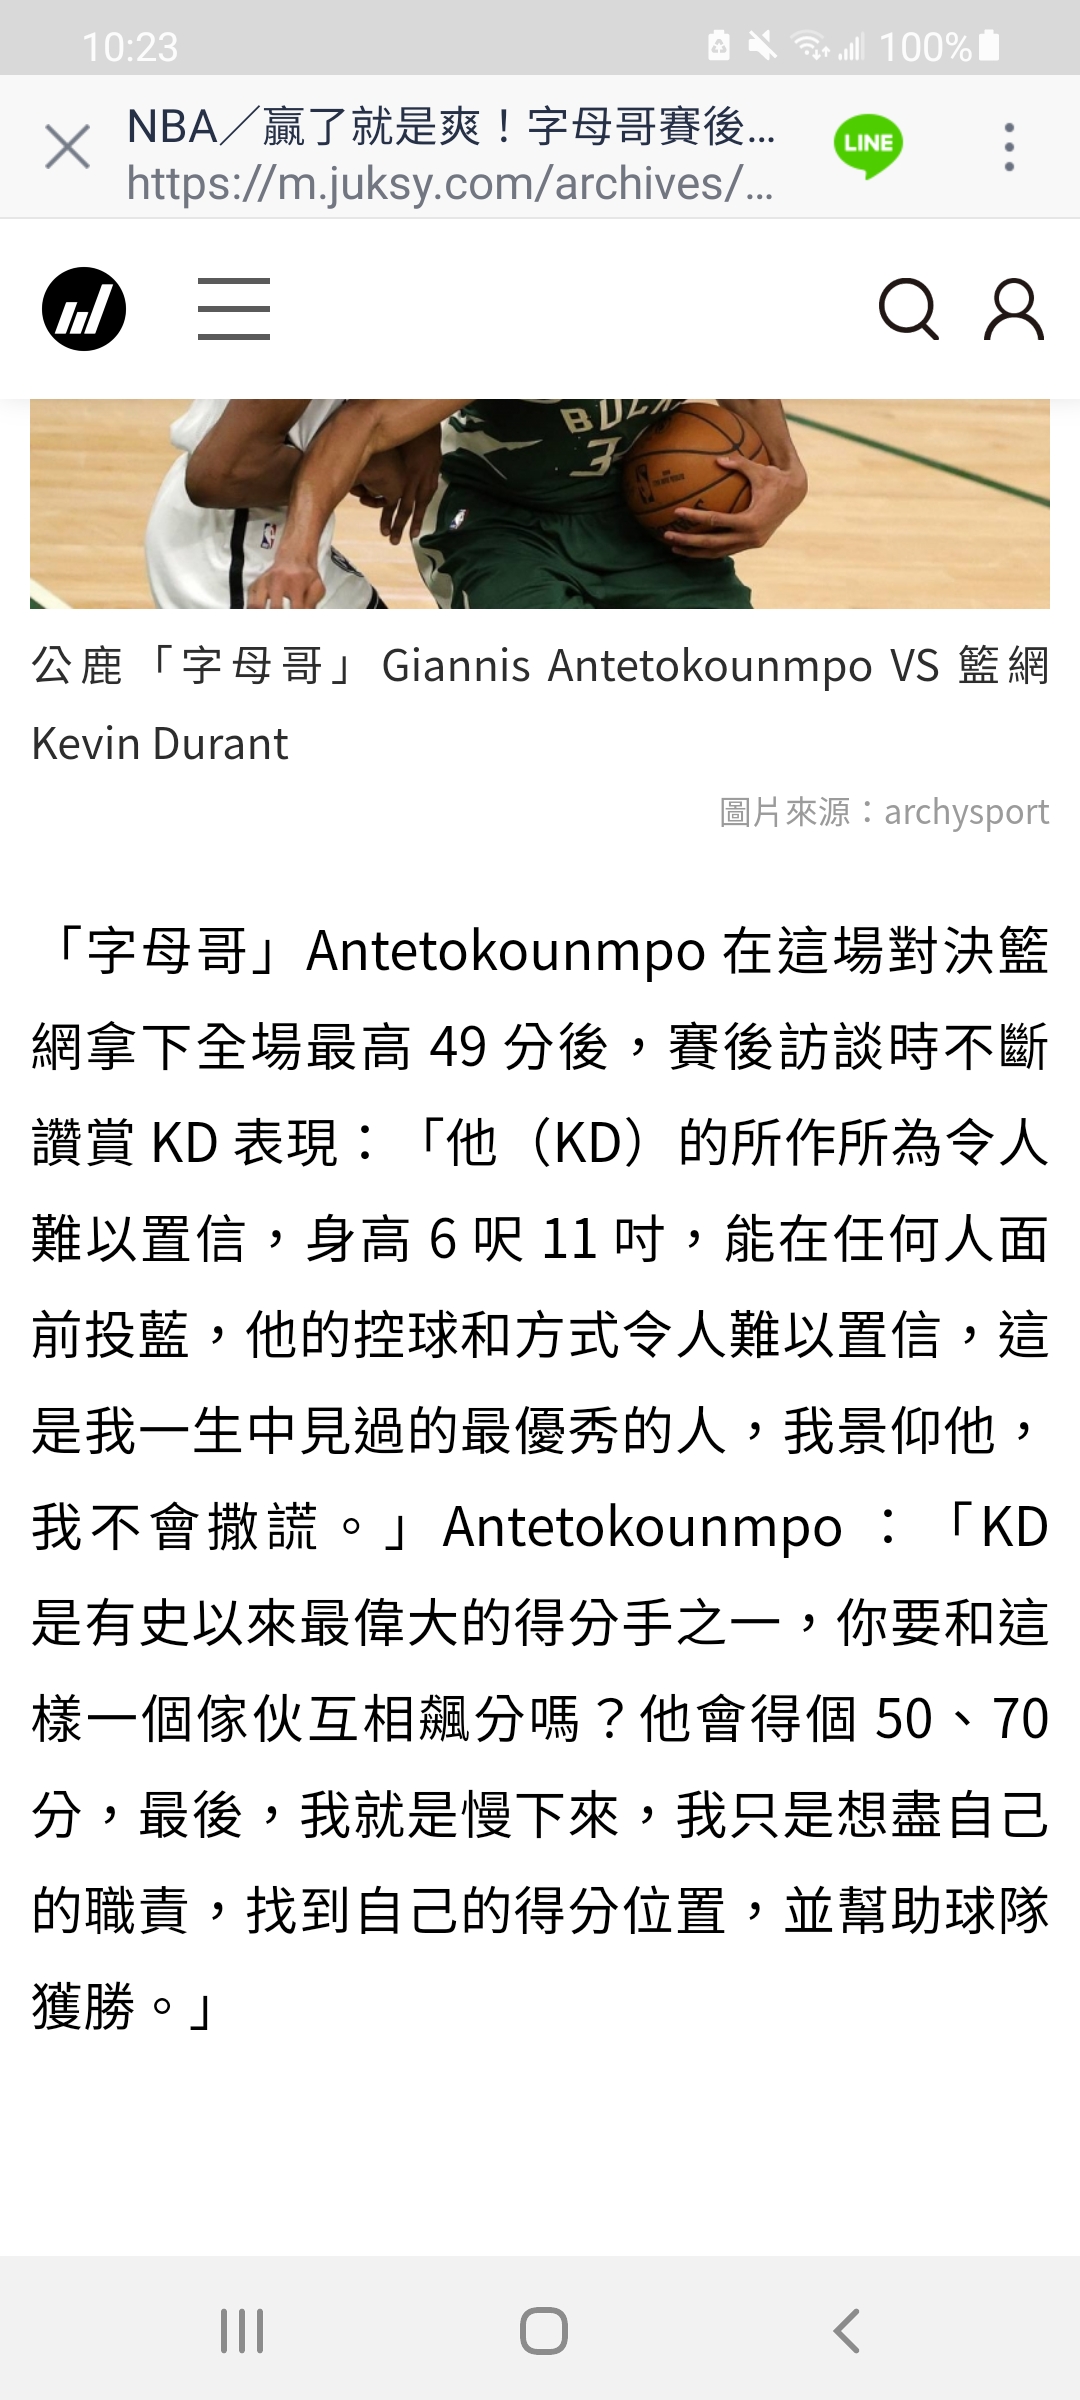 10:23
100%
NBA／贏了就是爽！字母哥賽後...
https://m.juksy.com/archives/...
LINE
BUCK
3
公鹿「字母哥」Giannis Antetokounmpo VS 籃網
Kevin Durant
圖片來源：archysport
「字母哥」Antetokounmpo 在這場對決籃
網拿下全場最高 49 分後，賽後訪談時不斷
讚賞 KD 表現：「他（KD）的所作所為令人
難以置信，身高 6 呎 11 吋，能在任何人面
前投藍，他的控球和方式令人難以置信，這
是我一生中見過的最優秀的人，我景仰他，
我不會撒謊。」Antetokounmpo ：「KD
是有史以來最偉大的得分手之一，你要和這
樣一個傢伙互相飆分嗎？他會得個 50、70
分，最後，我就是慢下來，我只是想盡自己
的職責，找到自己的得分位置，並幫助球隊
獲勝。」